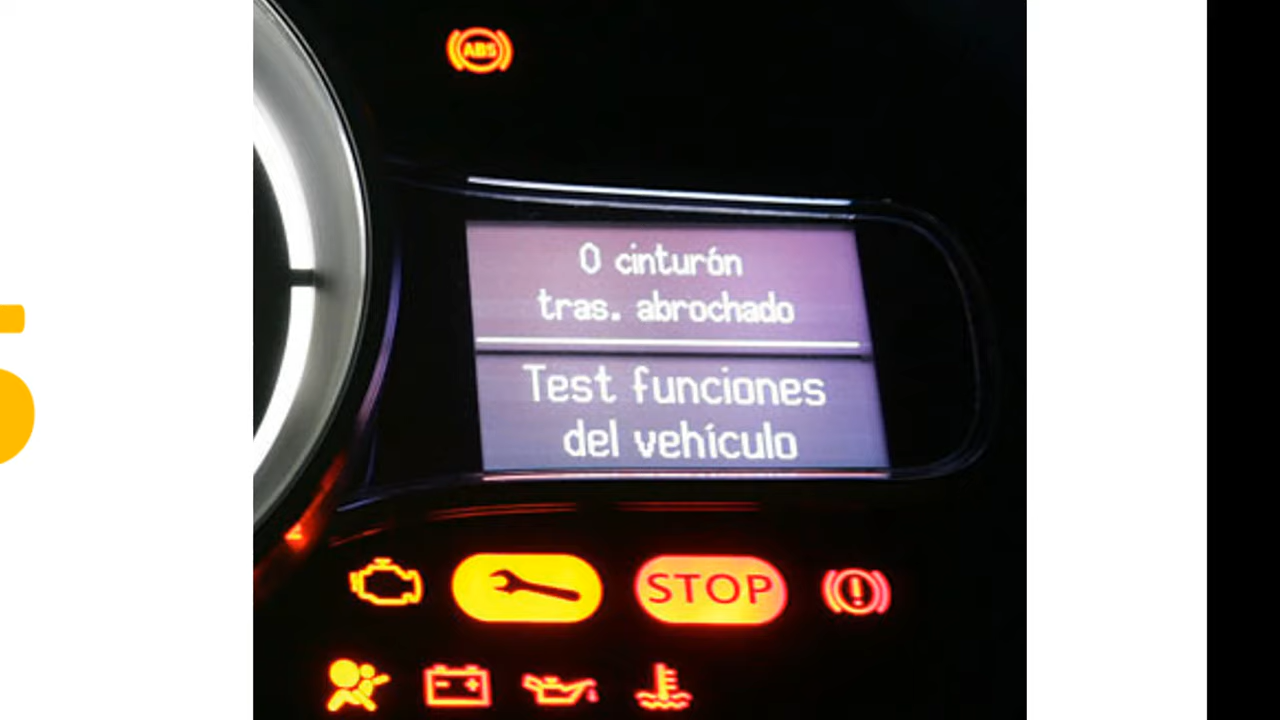 ABS
0 cinturón
tras. abrochado
Test funciones
del vehículo
STOP